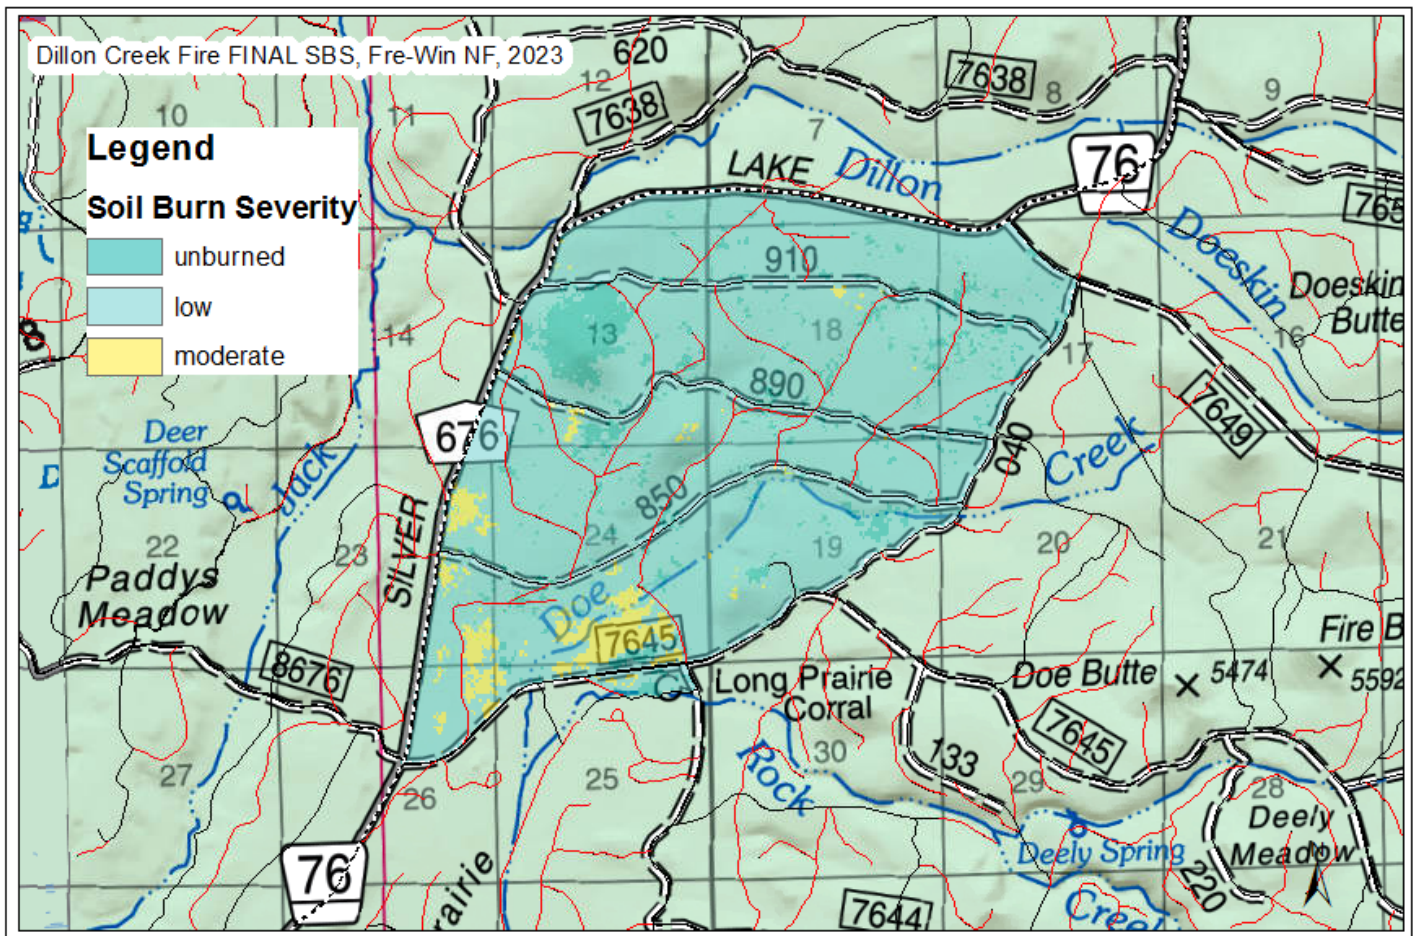 Dillon Creek Fire FINAL SBS, Fre-Win NF, 2023
620
12
7638
7638
8
9
10
11
7
LAKE
Dillon
76
Legend
Soil Burn Severity
unburned
low
moderate
Doeskin
Doeskin
Butte
910
13
18
14
17
16
890
7649
676
040
Creek
Deer
Scaffold
Spring
Jack
D
850
SILVER
22
23
24
19
20
21
Paddys
Meadow
Doe
7645
8676
Long Prairie
Corral
Doe Butte
5474
Fire B
5592
7645
133
30
29
28
27
26
25
Rock
Deely
Meadow
Deely Spring
220
76
rairie
7644
Creel